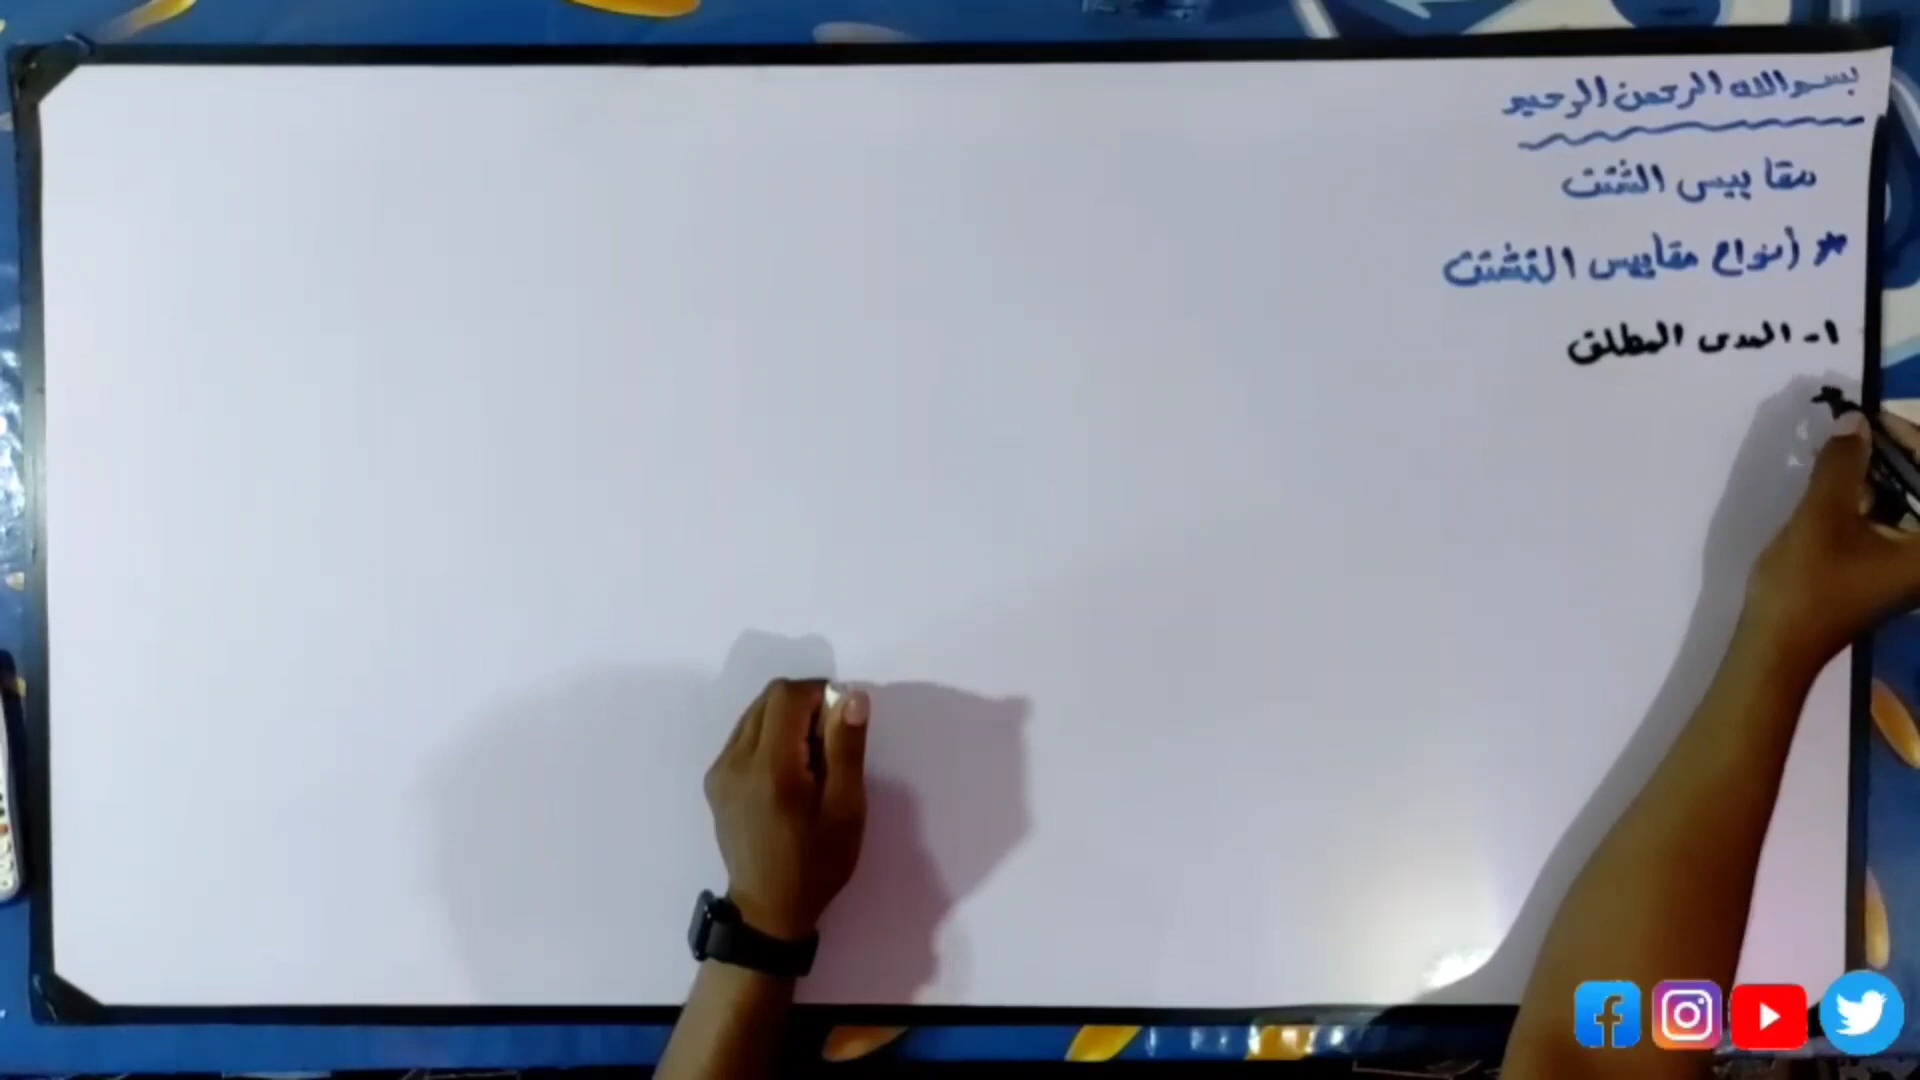 بسم الله الرحمن الرحيم
مقاييس التشتت
* أنواع مقاييس التشتت
١- المدى المطلق
*